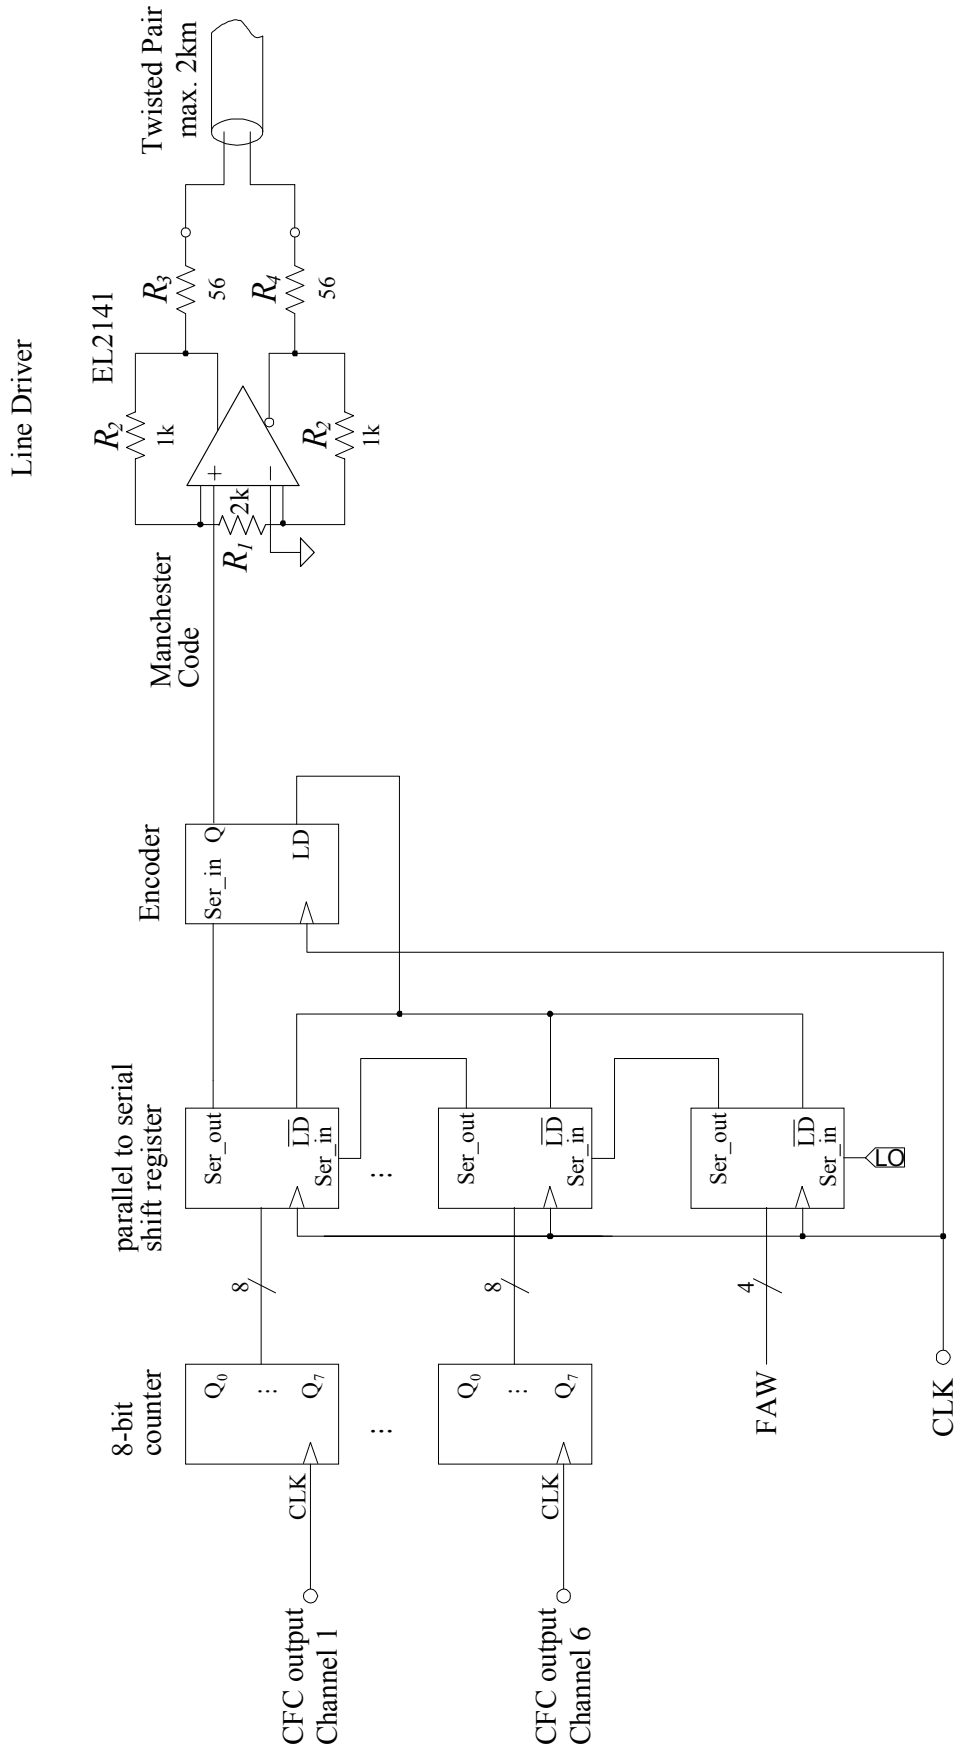 Line Driver
Twisted Pair
max. 2km
EL2141
R2
1k
R3
56
R4
56
R2
1k
R1
2k
+
−
Manchester
Code
Encoder
Ser_in Q
LD
parallel to serial
shift register
Ser_out
LD
Ser_in
...
Ser_out
LD
Ser_in
Ser_out
LD
Ser_in
LO
8
8
4
8-bit
counter
Q0
...
Q7
CLK
...
Q0
...
Q7
CLK
FAW
CLK
CFC output
Channel 1
CFC output
Channel 6